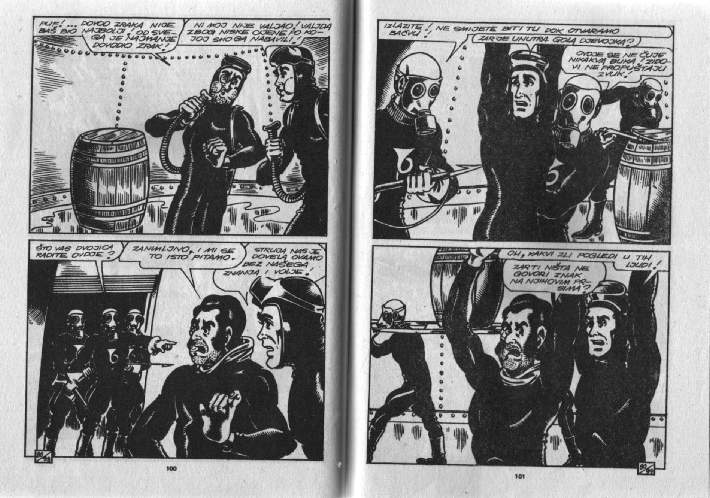 PUF!... DOVOD ZRAKA NIJE
BAŠ BIO NAJBOLJI. OD SVE-
GA JE NAJMANJE
DOVODIO ZRAK!
NI MOJ NIJE VALJAO! VALJDA
ZBOG NISKE CIJENE PO KO-
JOJ SMO GA NABAVILI!
ŠTO VAS DVOJICA
RADITE OVDJE?
ZANIMLJIVO, I MI SE
TO ISTO PITAMO.
STRUJA NAS JE
DOVELA OVAMO
BEZ NAŠEGA
ZNANJA I VOLJE!
100
IZLAZITE! NE SMIJETE BITI TU DOK OTVARAMO
BAČVU!
ZAR JE UNUTRA GOLA DJEVOJKA?
OVDJE SE NE ČUJE
NIKAKVA BUKA! ZIDO-
VI NE PROPUŠTAJU
ZVUK!
OH, KAKVI ZLI POGLEDI U TIH
LJUDI!
ZAR TI NIŠTA NE
GOVORI ZNAK
NA NJIHOVIM PR-
SIMA?
101